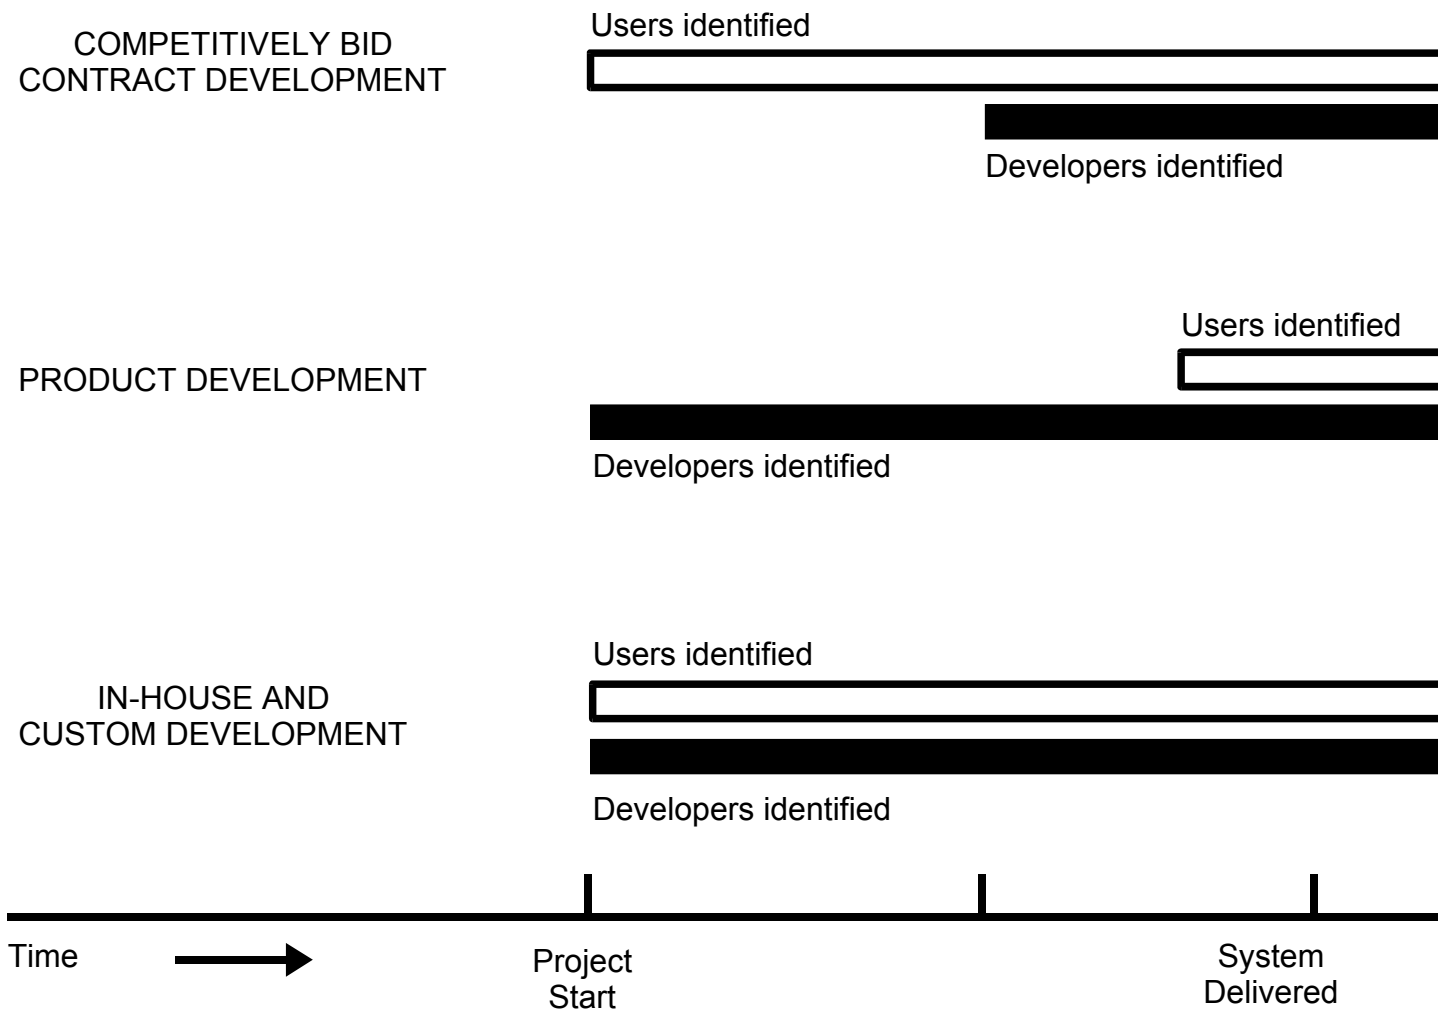 Users identified
COMPETITIVELY BID
CONTRACT DEVELOPMENT
Developers identified
Users identified
PRODUCT DEVELOPMENT
Developers identified
Users identified
IN-HOUSE AND
CUSTOM DEVELOPMENT
Developers identified
Time
Project
Start
System
Delivered